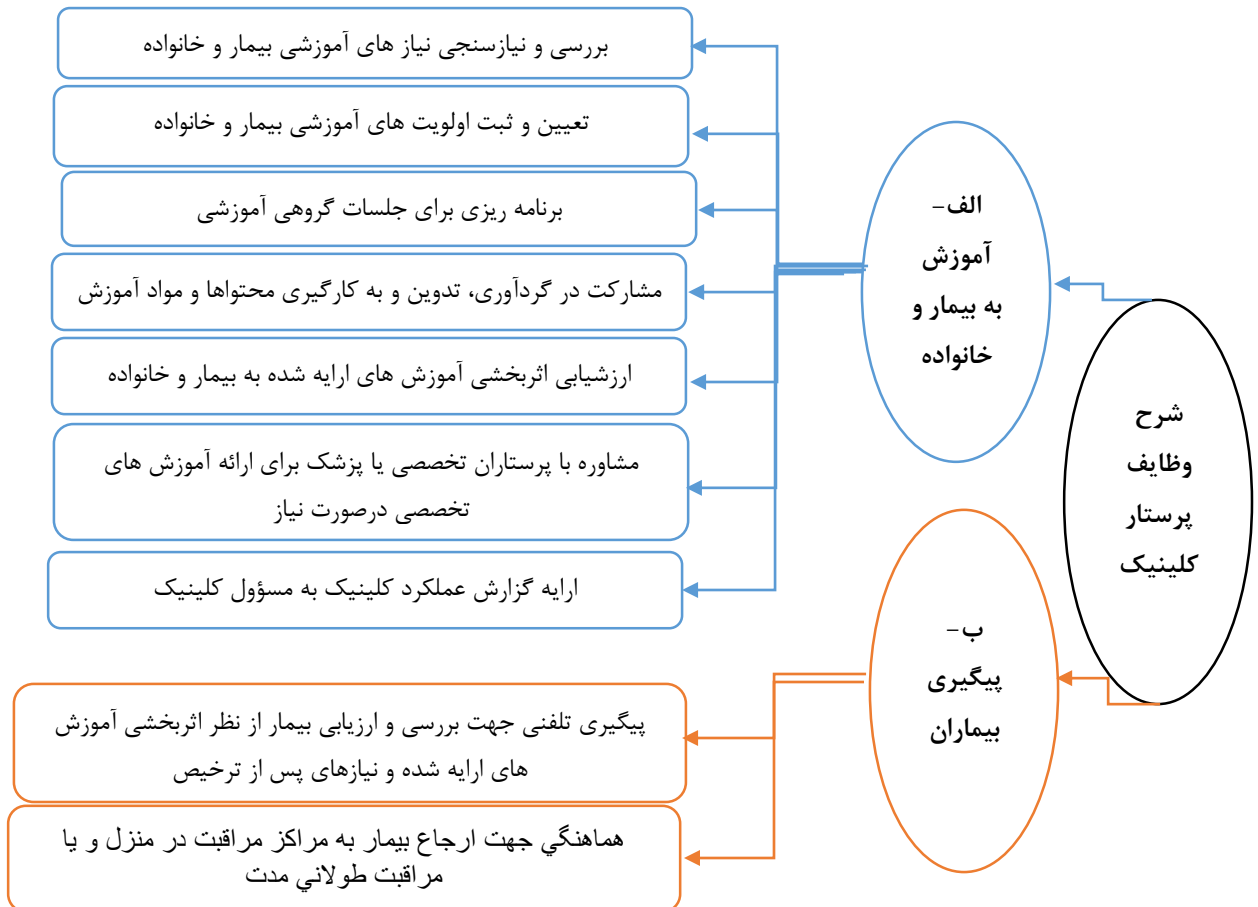 شرح
وظایف
پرستار
کلینیک
الف-
آموزش
به بیمار و
خانواده
بررسی و نیازسنجی نیاز های آموزشی بیمار و خانواده
تعیین و ثبت اولویت های آموزشی بیمار و خانواده
برنامه ریزی برای جلسات گروهی آموزشی
مشارکت در گردآوری، تدوین و به کارگیری محتواها و مواد آموزش
ارزشیابی اثربخشی آموزش های ارایه شده به بیمار و خانواده
مشاوره با پرستاران تخصصی یا پزشک برای ارائه آموزش های
تخصصی درصورت نیاز
ارایه گزارش عملکرد کلینیک به مسؤول کلینیک
ب-
پیگیری
بیماران
پیگیری تلفنی جهت بررسی و ارزیابی بیمار از نظر اثربخشی آموزش
های ارایه شده و نیازهای پس از ترخیص
هماهنگي جهت ارجاع بیمار به مراکز مراقبت در منزل و یا
مراقبت طولاني مدت